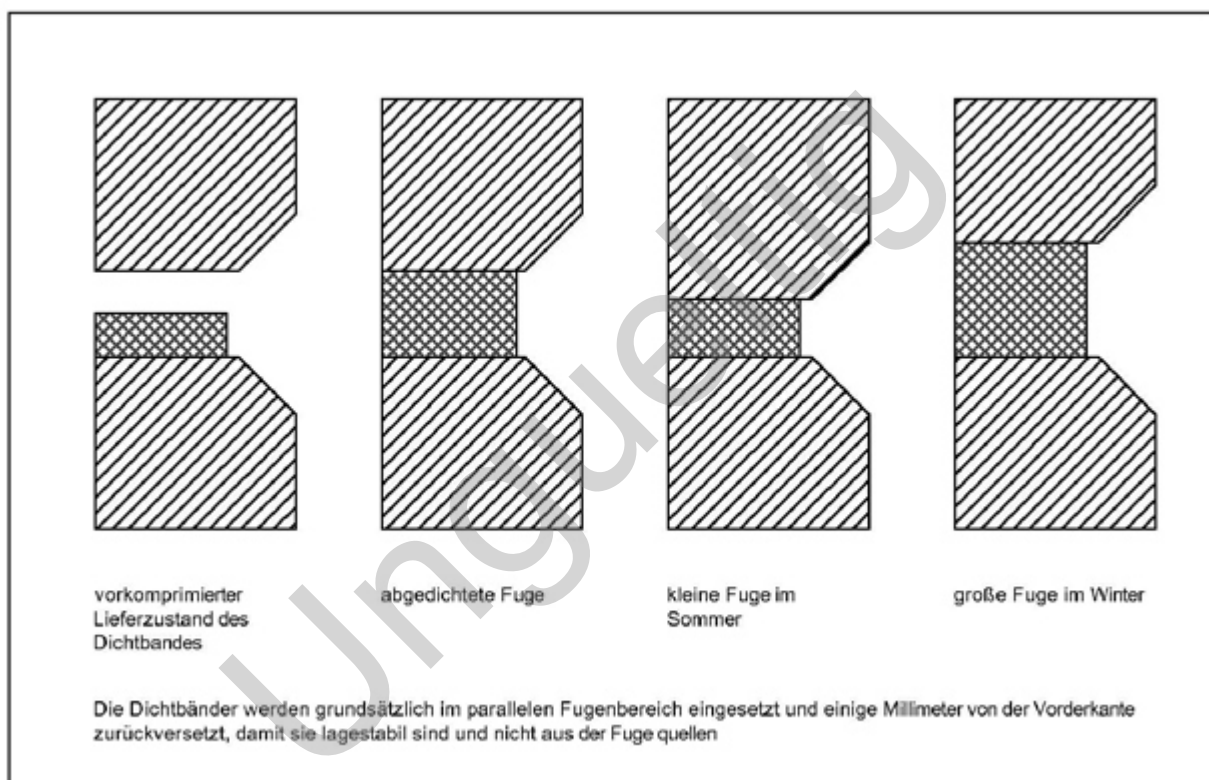 vorkomprimierter
Lieferzustand des
Dichtbandes
abgedichtete Fuge
kleine Fuge im
Sommer
große Fuge im Winter
Die Dichtbänder werden grundsätzlich im parallelen Fugenbereich eingesetzt und einige Millimeter von der Vorderkante
zurückversetzt, damit sie lagestabil sind und nicht aus der Fuge quellen
Ungueltig